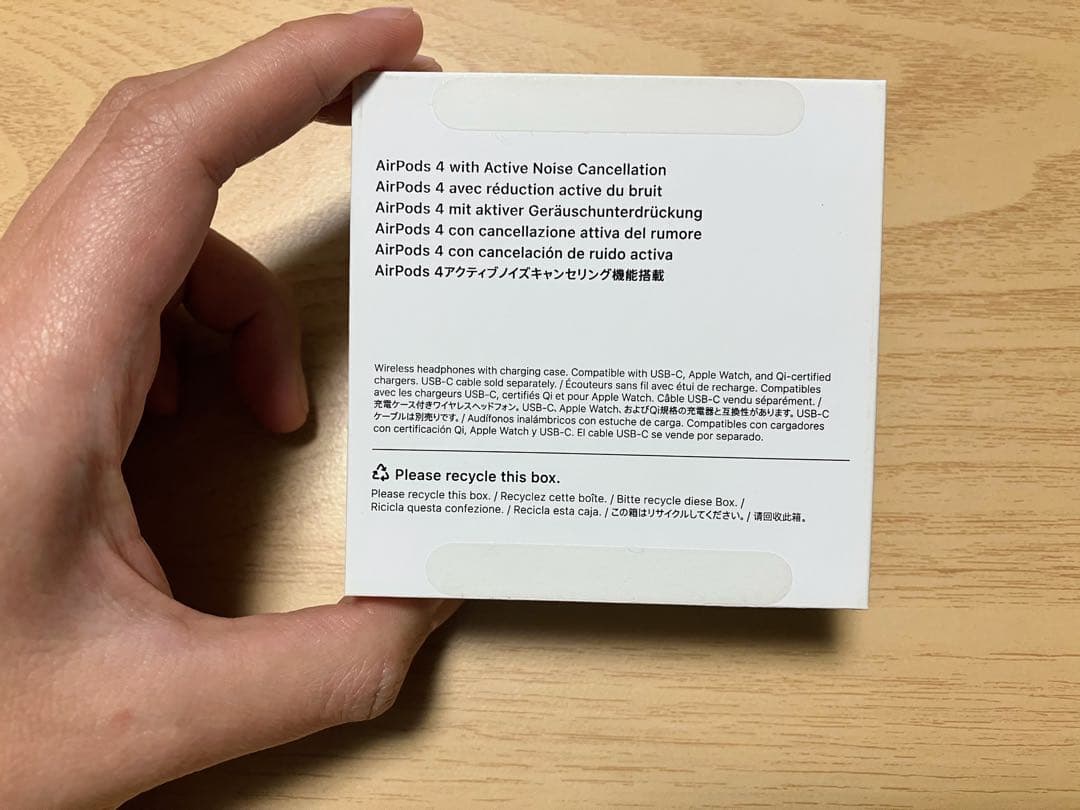 AirPods 4 with Active Noise Cancellation
AirPods 4 avec réduction active du bruit
AirPods 4 mit aktiver Geräuschunterdrückung
AirPods 4 con cancellazione attiva del rumore
AirPods 4 con cancelación de ruido activa
AirPods 4アクティブノイズキャンセリング機能搭載
Wireless headphones with charging case. Compatible with USB-C, Apple Watch, and Qi-certified
chargers. USB-C cable sold separately. / Écouteurs sans fil avec étui de recharge. Compatibles
avec les chargeurs USB-C, certifiés Qi et pour Apple Watch. Câble USB-C vendu séparément. /
充電ケース付きワイヤレスヘッドフォン。USB-C、Apple Watch、およびQi規格の充電器と互換性があります。USB-C
ケーブルは別売りです。/ Audífonos inalámbricos con estuche de carga. Compatibles con cargadores
con certificación Qi, Apple Watch y USB-C. El cable USB-C se vende por separado.
Please recycle this box.
Please recycle this box. / Recyclez cette boîte. / Bitte recycle diese Box. /
Ricicla questa confezione. / Recicla esta caja. / この箱はリサイクルしてください。/ 请回收此箱。